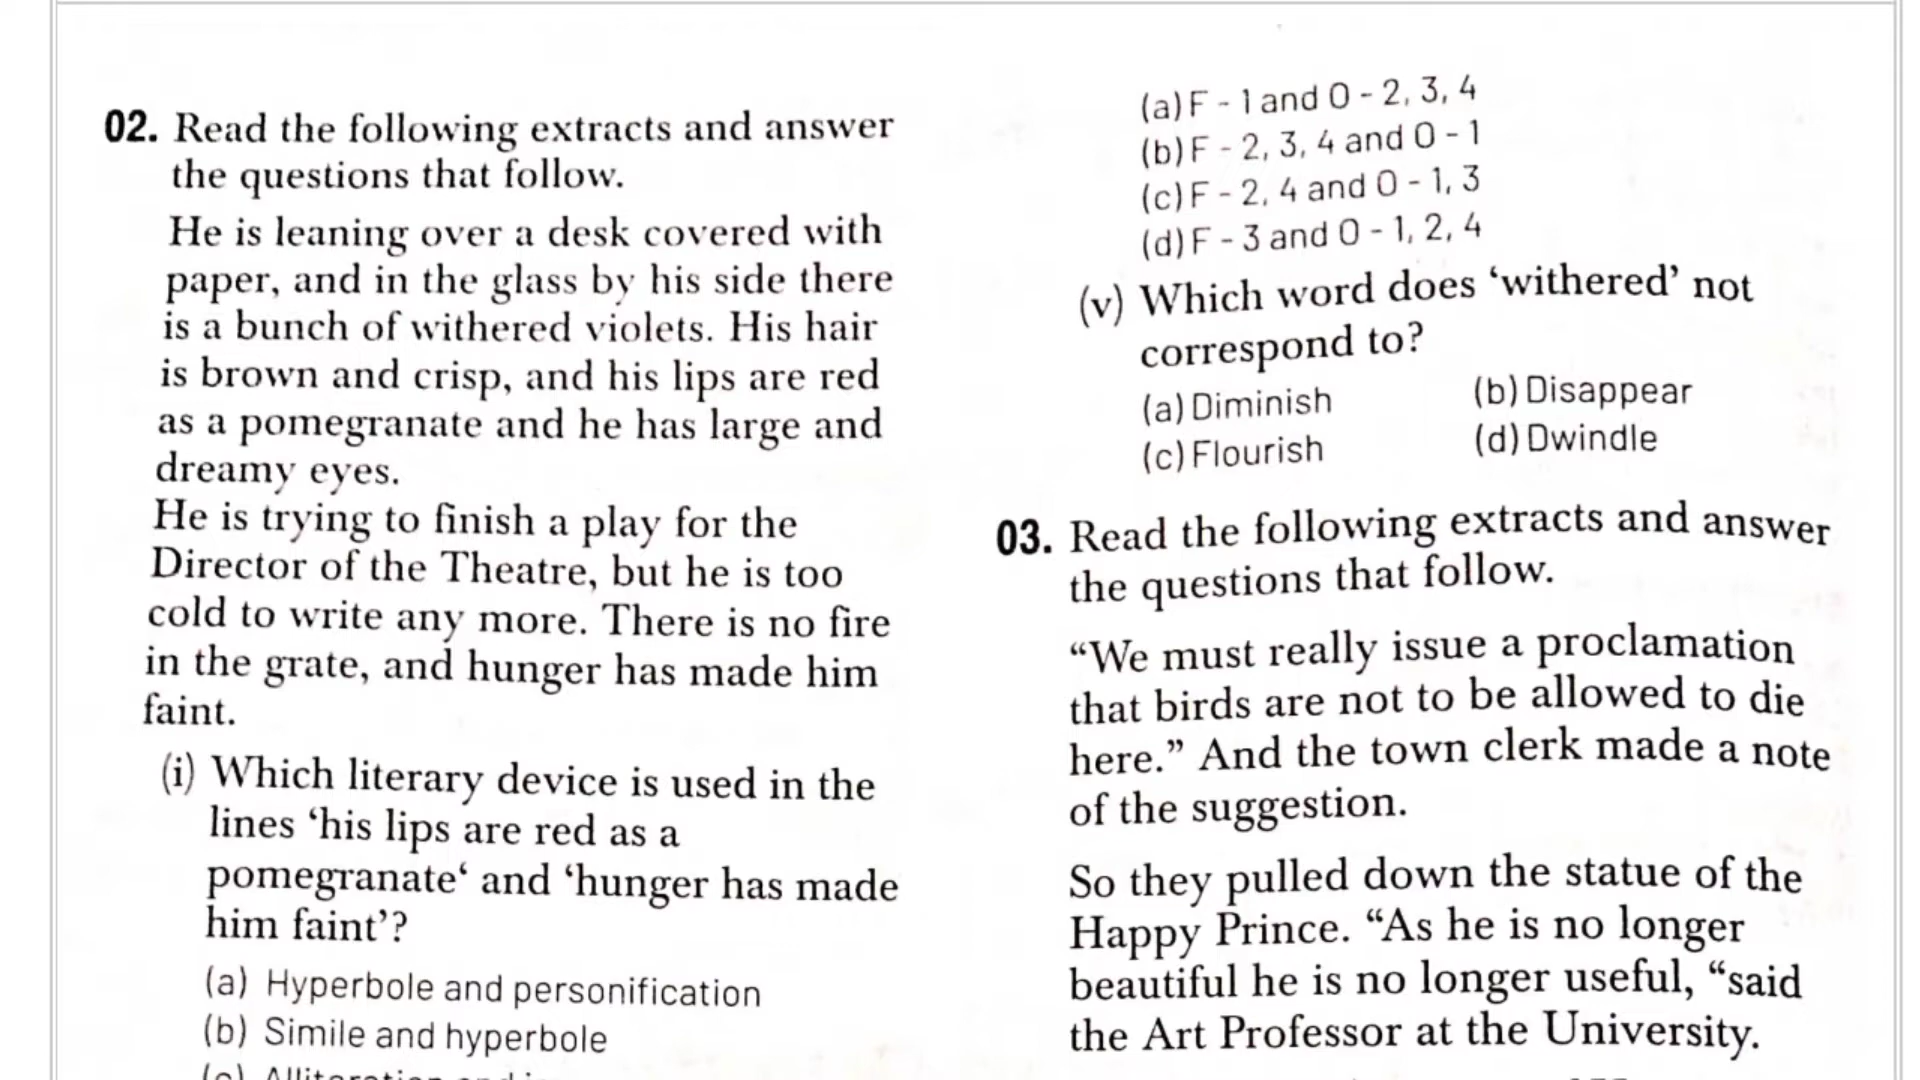 02. Read the following extracts and answer
the questions that follow.
He is leaning over a desk covered with
paper, and in the glass by his side there
is a bunch of withered violets. His hair
is brown and crisp, and his lips are red
as a pomegranate and he has large and
dreamy eyes.
He is trying to finish a play for the
Director of the Theatre, but he is too
cold to write any more. There is no fire
in the grate, and hunger has made him
faint.
(i) Which literary device is used in the
lines ‘his lips are red as a
pomegranate‘ and ‘hunger has made
him faint’?
(a) Hyperbole and personification
(b) Simile and hyperbole
(a) F - 1 and O - 2, 3, 4
(b) F - 2, 3, 4 and O - 1
(c) F - 2, 4 and O - 1, 3
(d) F - 3 and O - 1, 2, 4
(v) Which word does ‘withered’ not
correspond to?
(a) Diminish (b) Disappear
(c) Flourish (d) Dwindle
03. Read the following extracts and answer
the questions that follow.
“We must really issue a proclamation
that birds are not to be allowed to die
here.” And the town clerk made a note
of the suggestion.
So they pulled down the statue of the
Happy Prince. “As he is no longer
beautiful he is no longer useful, “said
the Art Professor at the University.